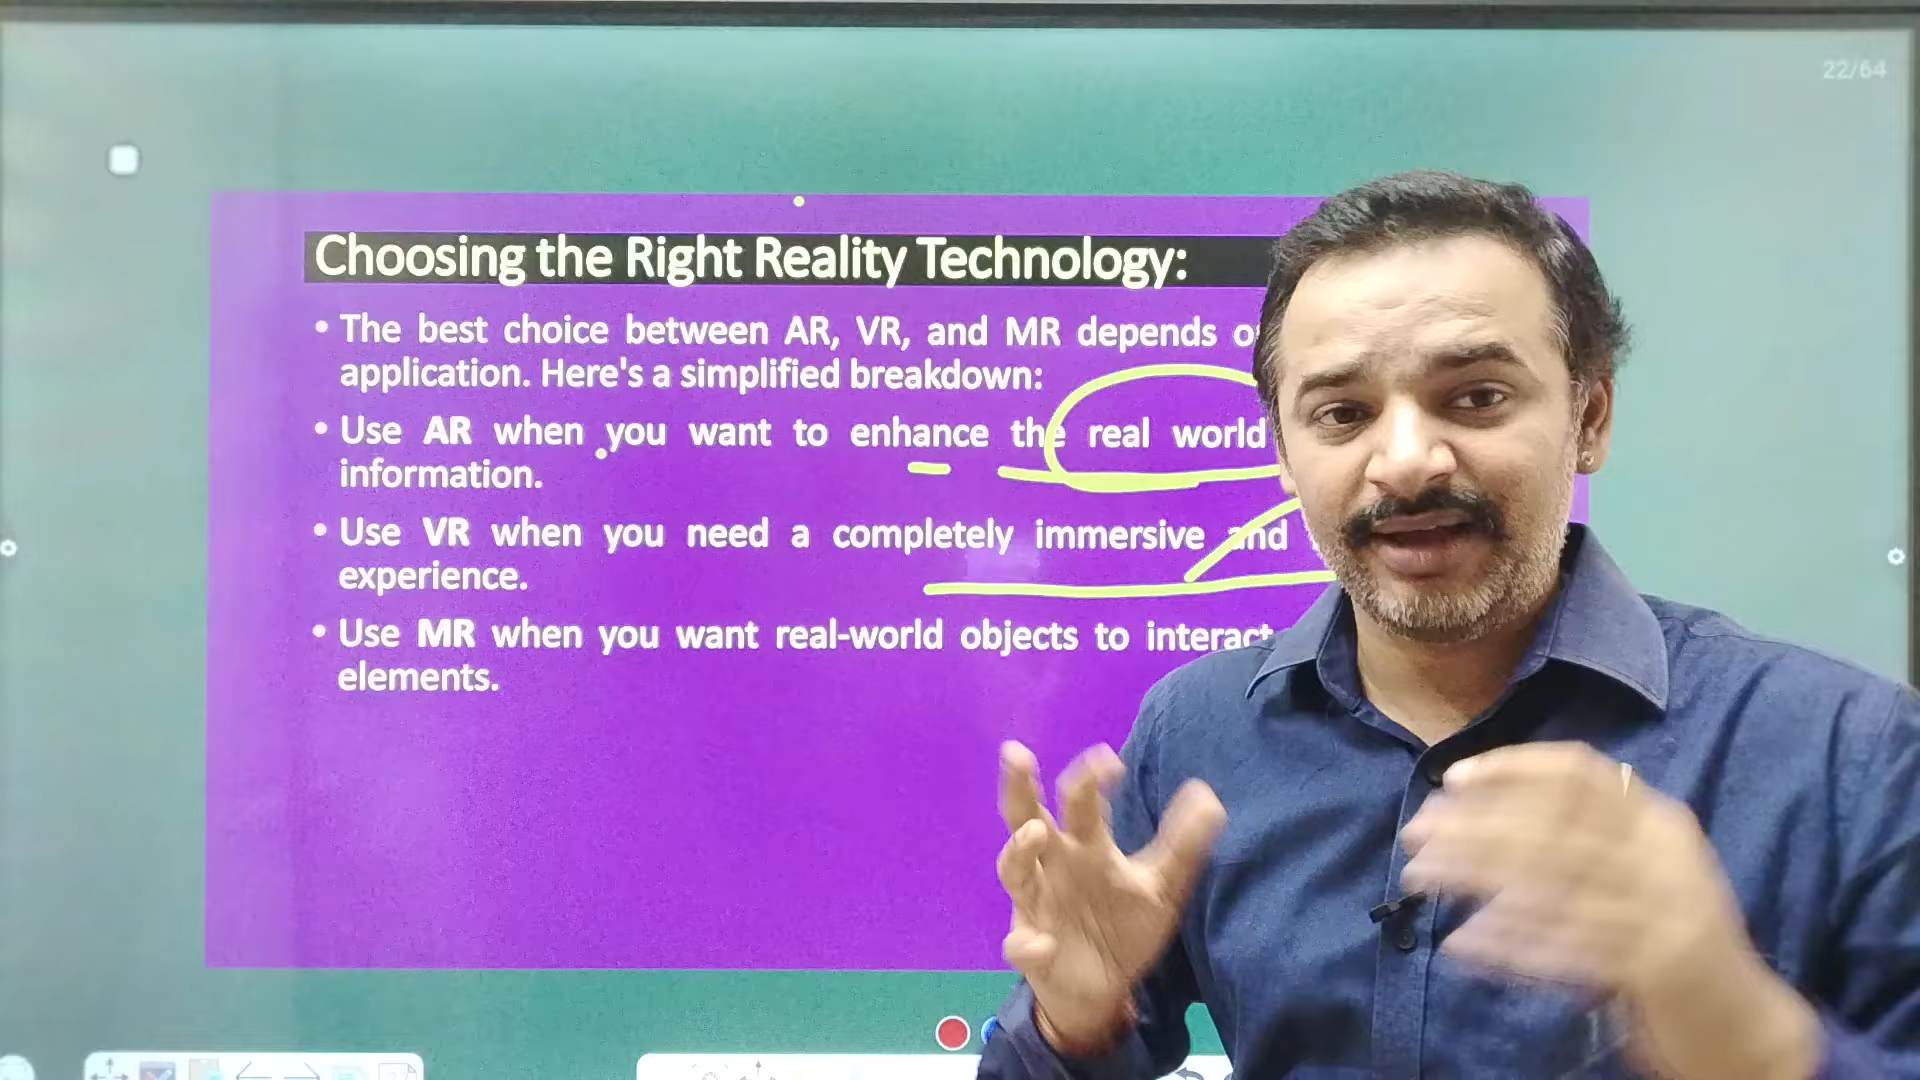 22/64
Choosing the Right Reality Technology:
• The best choice between AR, VR, and MR depends
application. Here's a simplified breakdown:
• Use AR when you want to enhance the real world
information.
• Use VR when you need a completely immersive and
experience.
• Use MR when you want real-world objects to interact
elements.